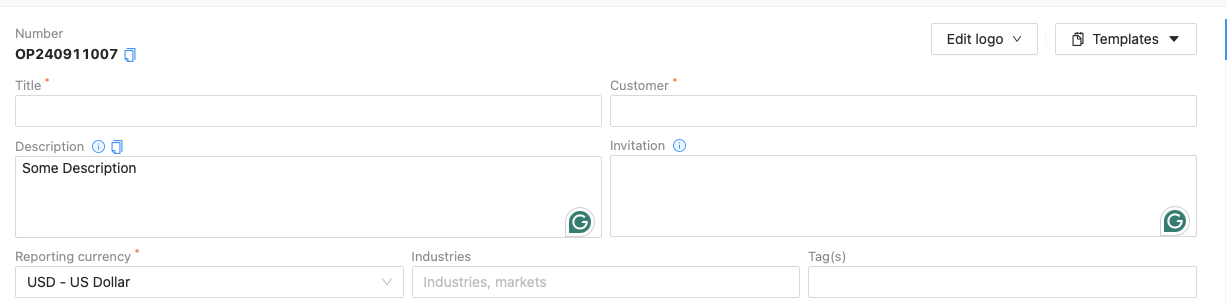 Number
OP240911007
Edit logo
Templates
Title *
Customer *
Description
Invitation
Some Description
Reporting currency *
Industries
Tag(s)
USD - US Dollar
Industries, markets